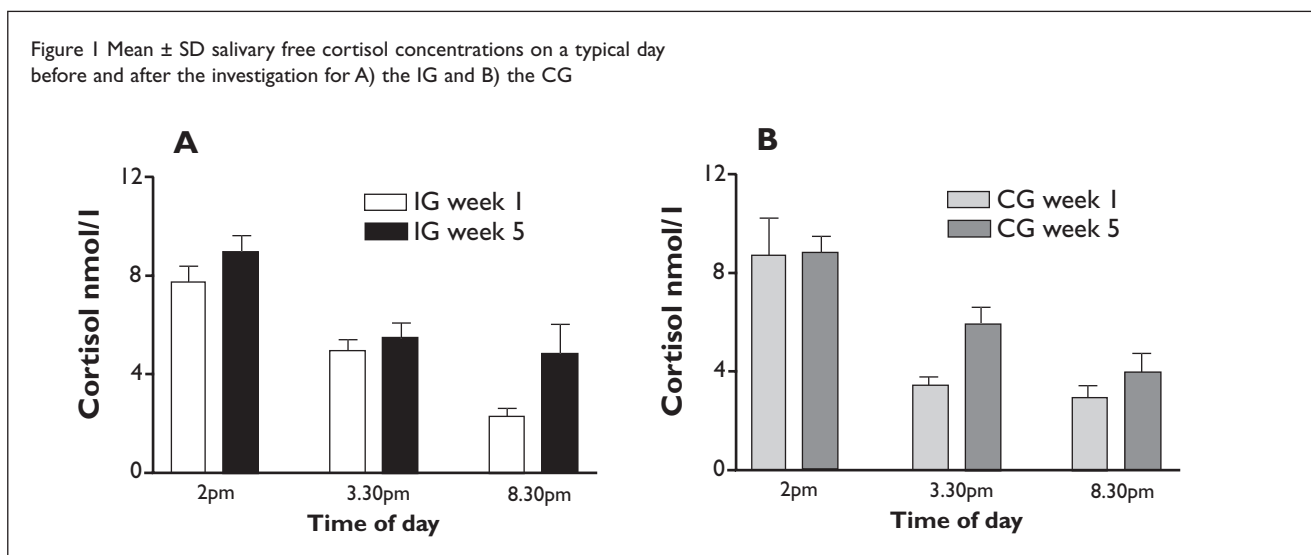 Figure 1 Mean ± SD salivary free cortisol concentrations on a typical day
before and after the investigation for A) the IG and B) the CG
A
12
8
4
0
Cortisol nmol/l
IG week 1
IG week 5
2pm
3.30pm
8.30pm
Time of day
B
12
8
4
0
Cortisol nmol/l
CG week 1
CG week 5
2pm
3.30pm
8.30pm
Time of day